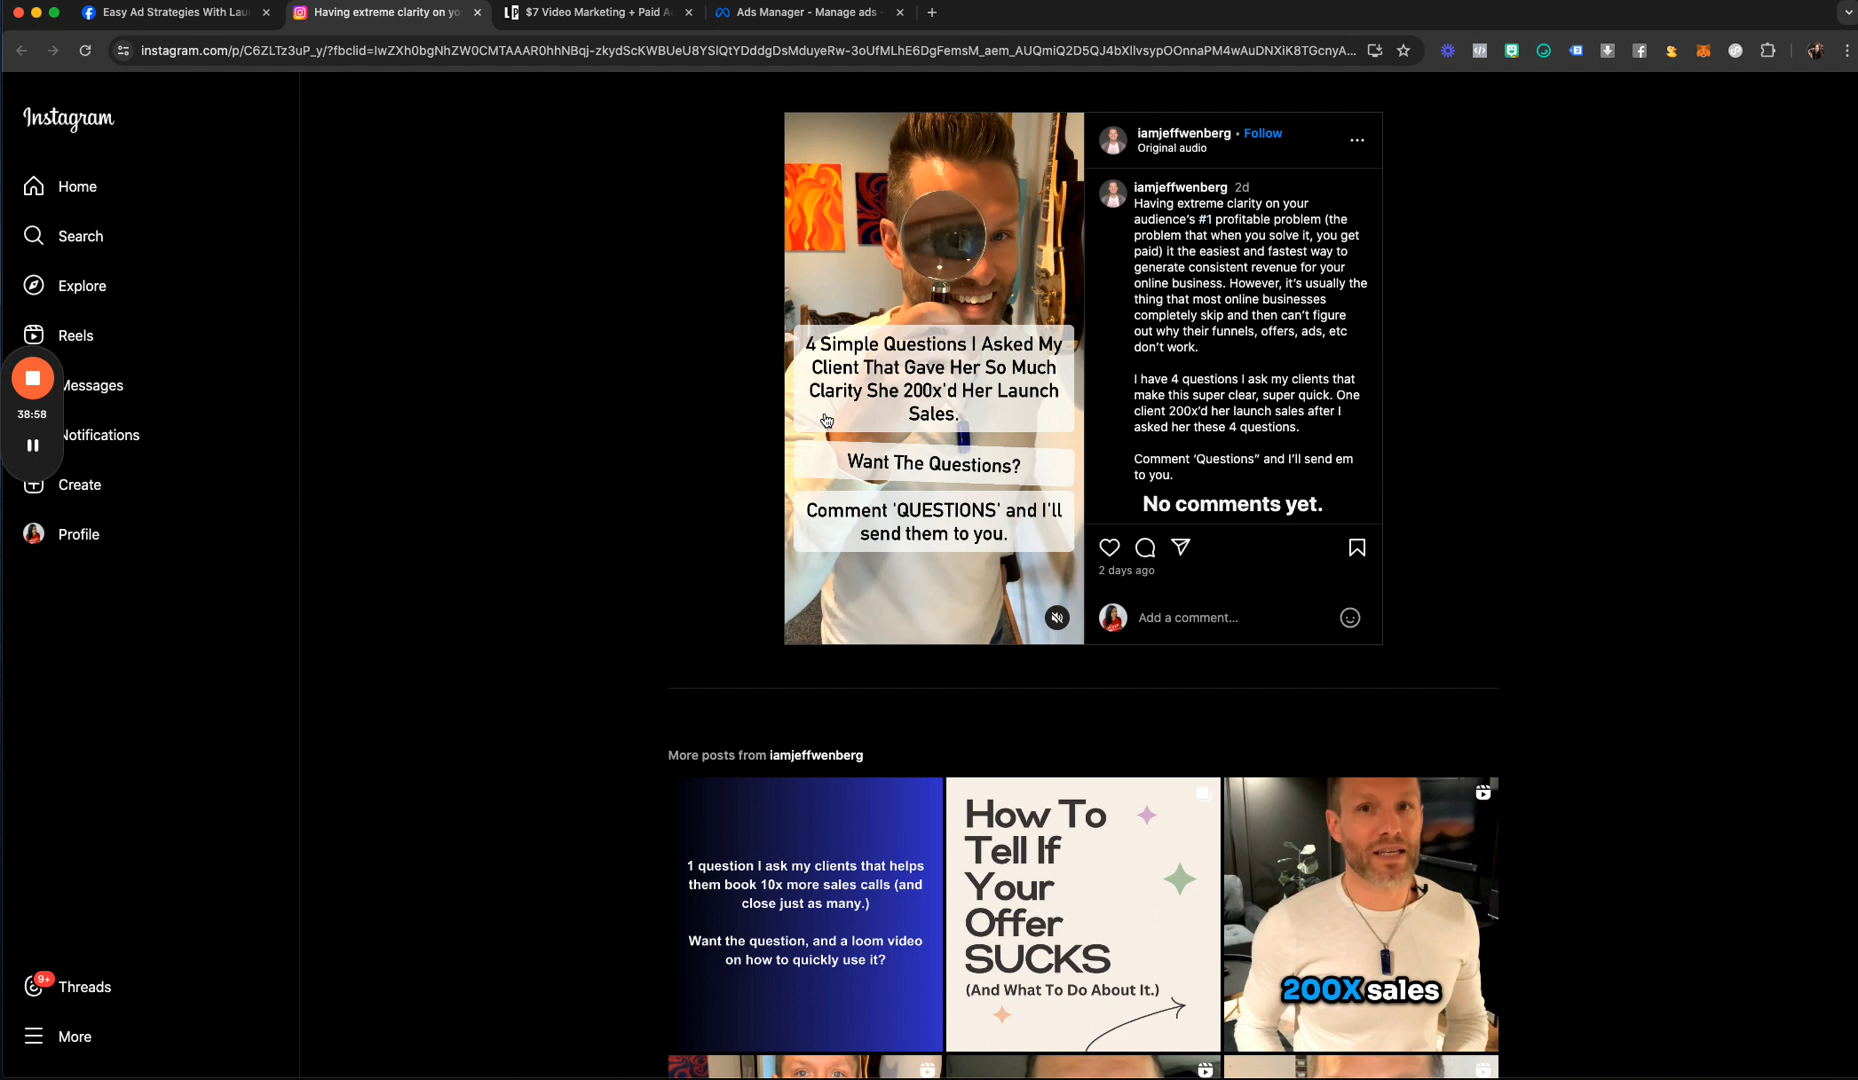 Easy Ad Strategies With Lau
Having extreme clarity on yo
$7 Video Marketing + Paid A
Ads Manager - Manage ads -
instagram.com/p/C6ZLTz3uP_y/?fbclid=IwZXh0bgNhZW0CMTAAAR0hhNBqj-zkydScKWBUeU8YSlQtYDddgDsMduyeRw-3oUfMLhE6DgFemsM_aem_AUQmiQ2D5QJ4bXllvsypOOnnaPM4wAuDNXiK8TGcnyA...
Instagram
Home
Search
Explore
Reels
Messages
38:58
Notifications
Create
Profile
9+
Threads
More
4 Simple Questions I Asked My
Client That Gave Her So Much
Clarity She 200x'd Her Launch
Sales.
Want The Questions?
Comment 'QUESTIONS' and I'll
send them to you.
iamjeffwenberg • Follow
Original audio
iamjeffwenberg 2d
Having extreme clarity on your
audience's #1 profitable problem (the
problem that when you solve it, you get
paid) it the easiest and fastest way to
generate consistent revenue for your
online business. However, it's usually the
thing that most online businesses
completely skip and then can't figure
out why their funnels, offers, ads, etc
don't work.
I have 4 questions I ask my clients that
make this super clear, super quick. One
client 200x'd her launch sales after I
asked her these 4 questions.
Comment 'Questions" and I'll send em
to you.
No comments yet.
2 days ago
Add a comment...
More posts from iamjeffwenberg
1 question I ask my clients that helps
them book 10x more sales calls (and
close just as many.)
Want the question, and a loom video
on how to quickly use it?
How To
Tell If
Your
Offer
SUCKS
(And What To Do About It.)
200X sales